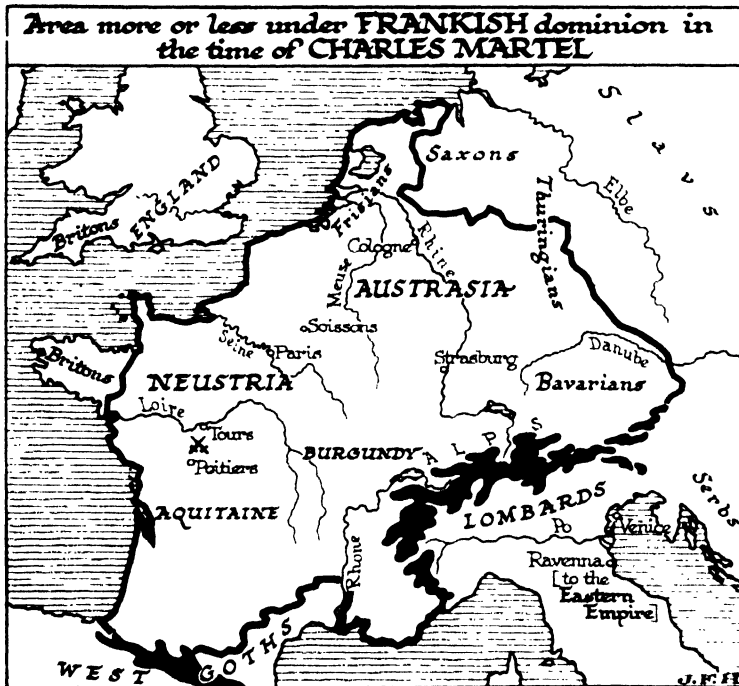 Area more or less under FRANKISH dominion in
the time of CHARLES MARTEL
Slavs
Saxons
Elbe
ENGLAND
Britons
Frisians
Thuringians
Cologne
Rhine
Meuse
AUSTRASIA
Soissons
Seine
Paris
Strasburg
Danube
Britons
NEUSTRIA
Bavarians
Loire
Tours
ALPS
BURGUNDY
Poitiers
Serbs
LOMBARDS
AQUITAINE
Po
Venice
Rhone
Ravenna
[to the
Eastern
Empire]
WEST GOTHS
J.F.H